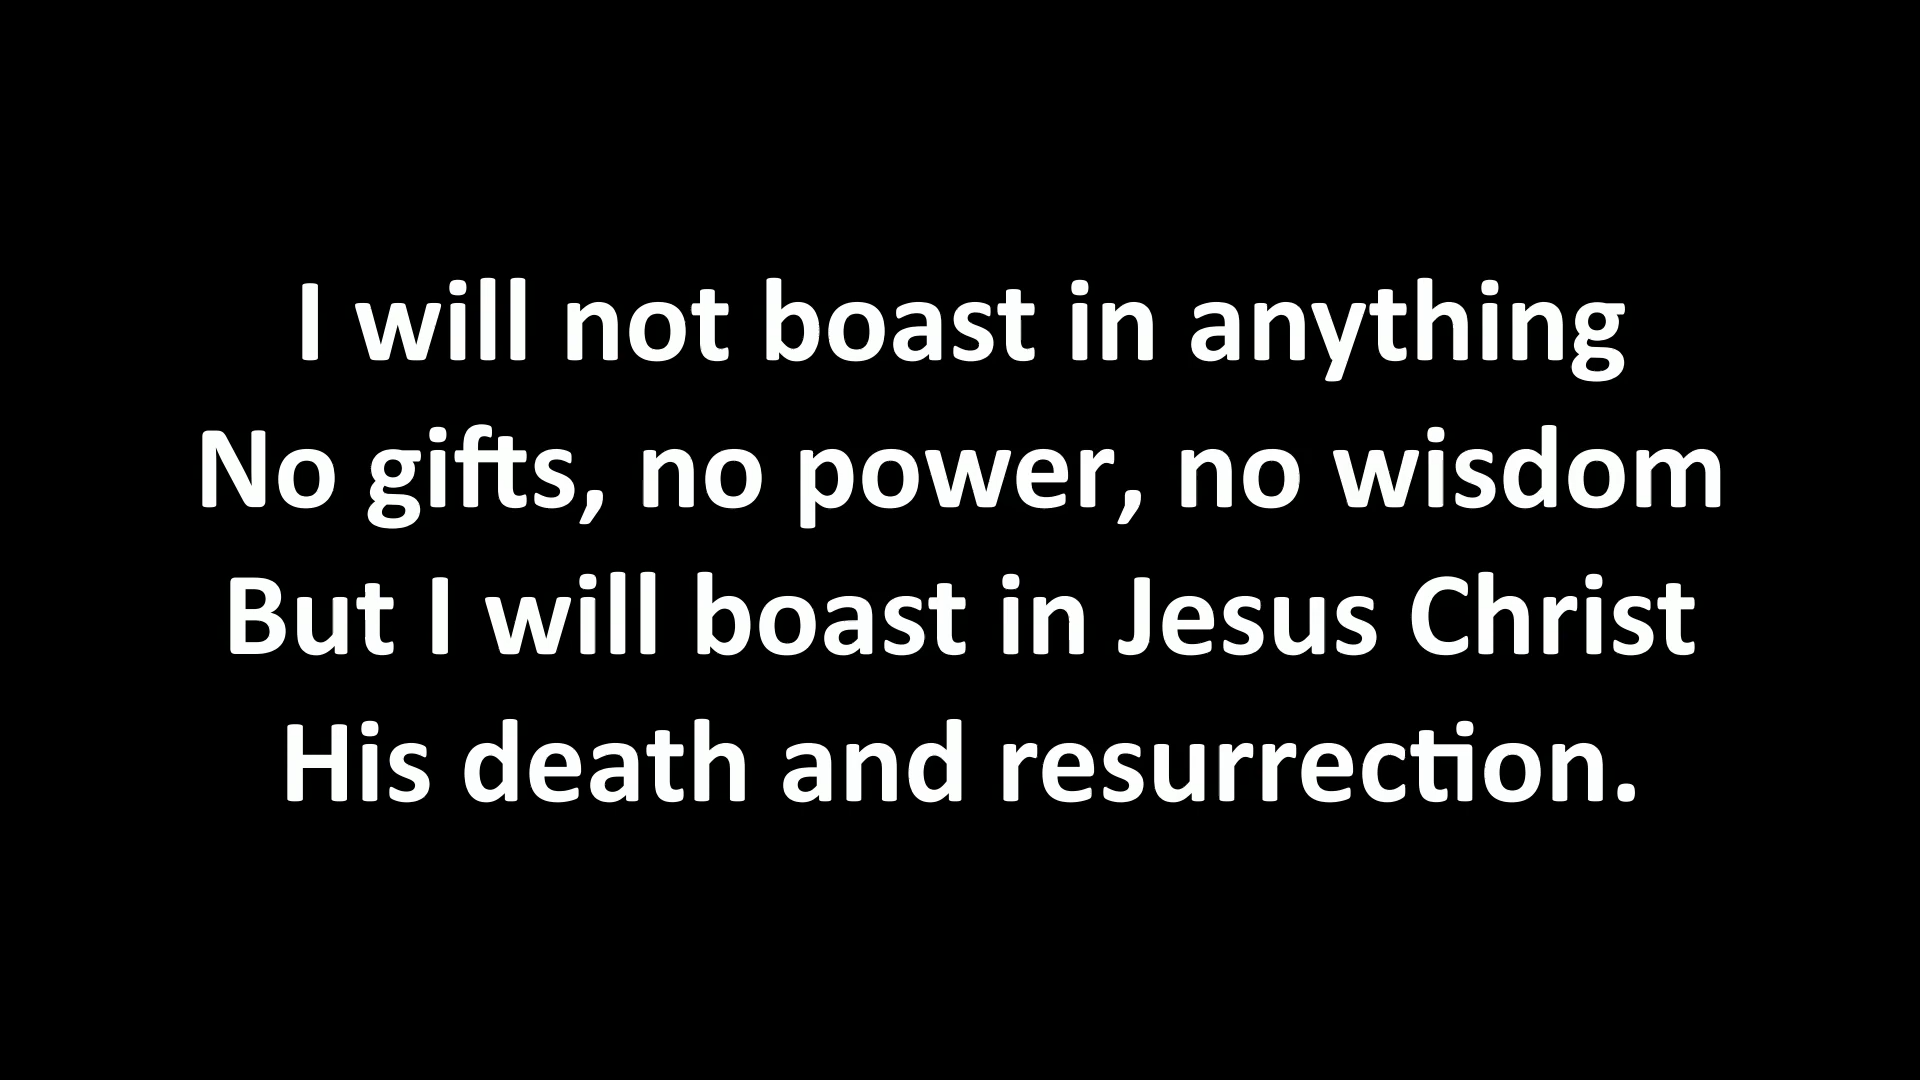 I will not boast in anything
No gifts, no power, no wisdom
But I will boast in Jesus Christ
His death and resurrection.